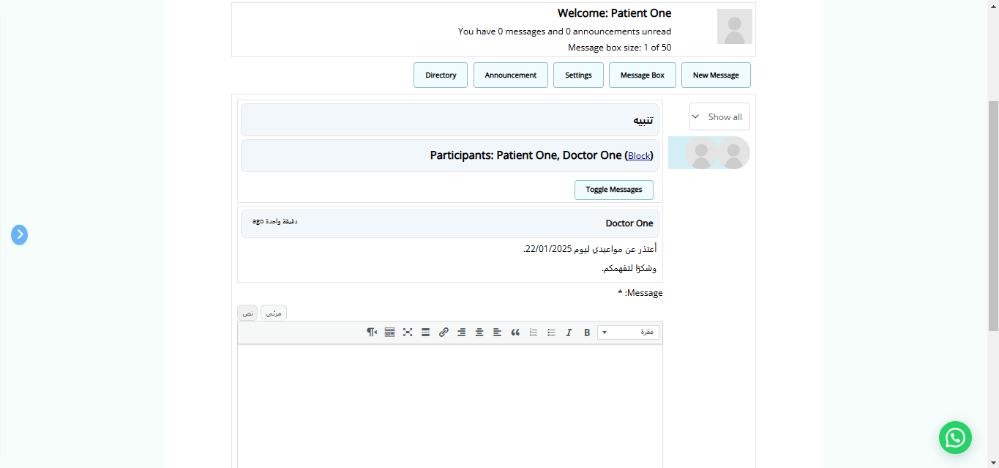 Welcome: Patient One
You have 0 messages and 0 announcements unread
Message box size: 1 of 50
Directory
Announcement
Settings
Message Box
New Message
Show all
تنبيه
Participants: Patient One, Doctor One (Block)
Toggle Messages
Doctor One
دقيقة واحدة ago
أعتذر عن مواعيدي ليوم 22/01/2025.
وشكرًا لتفهمكم.
Message: *
مرئي
نص
فقرة